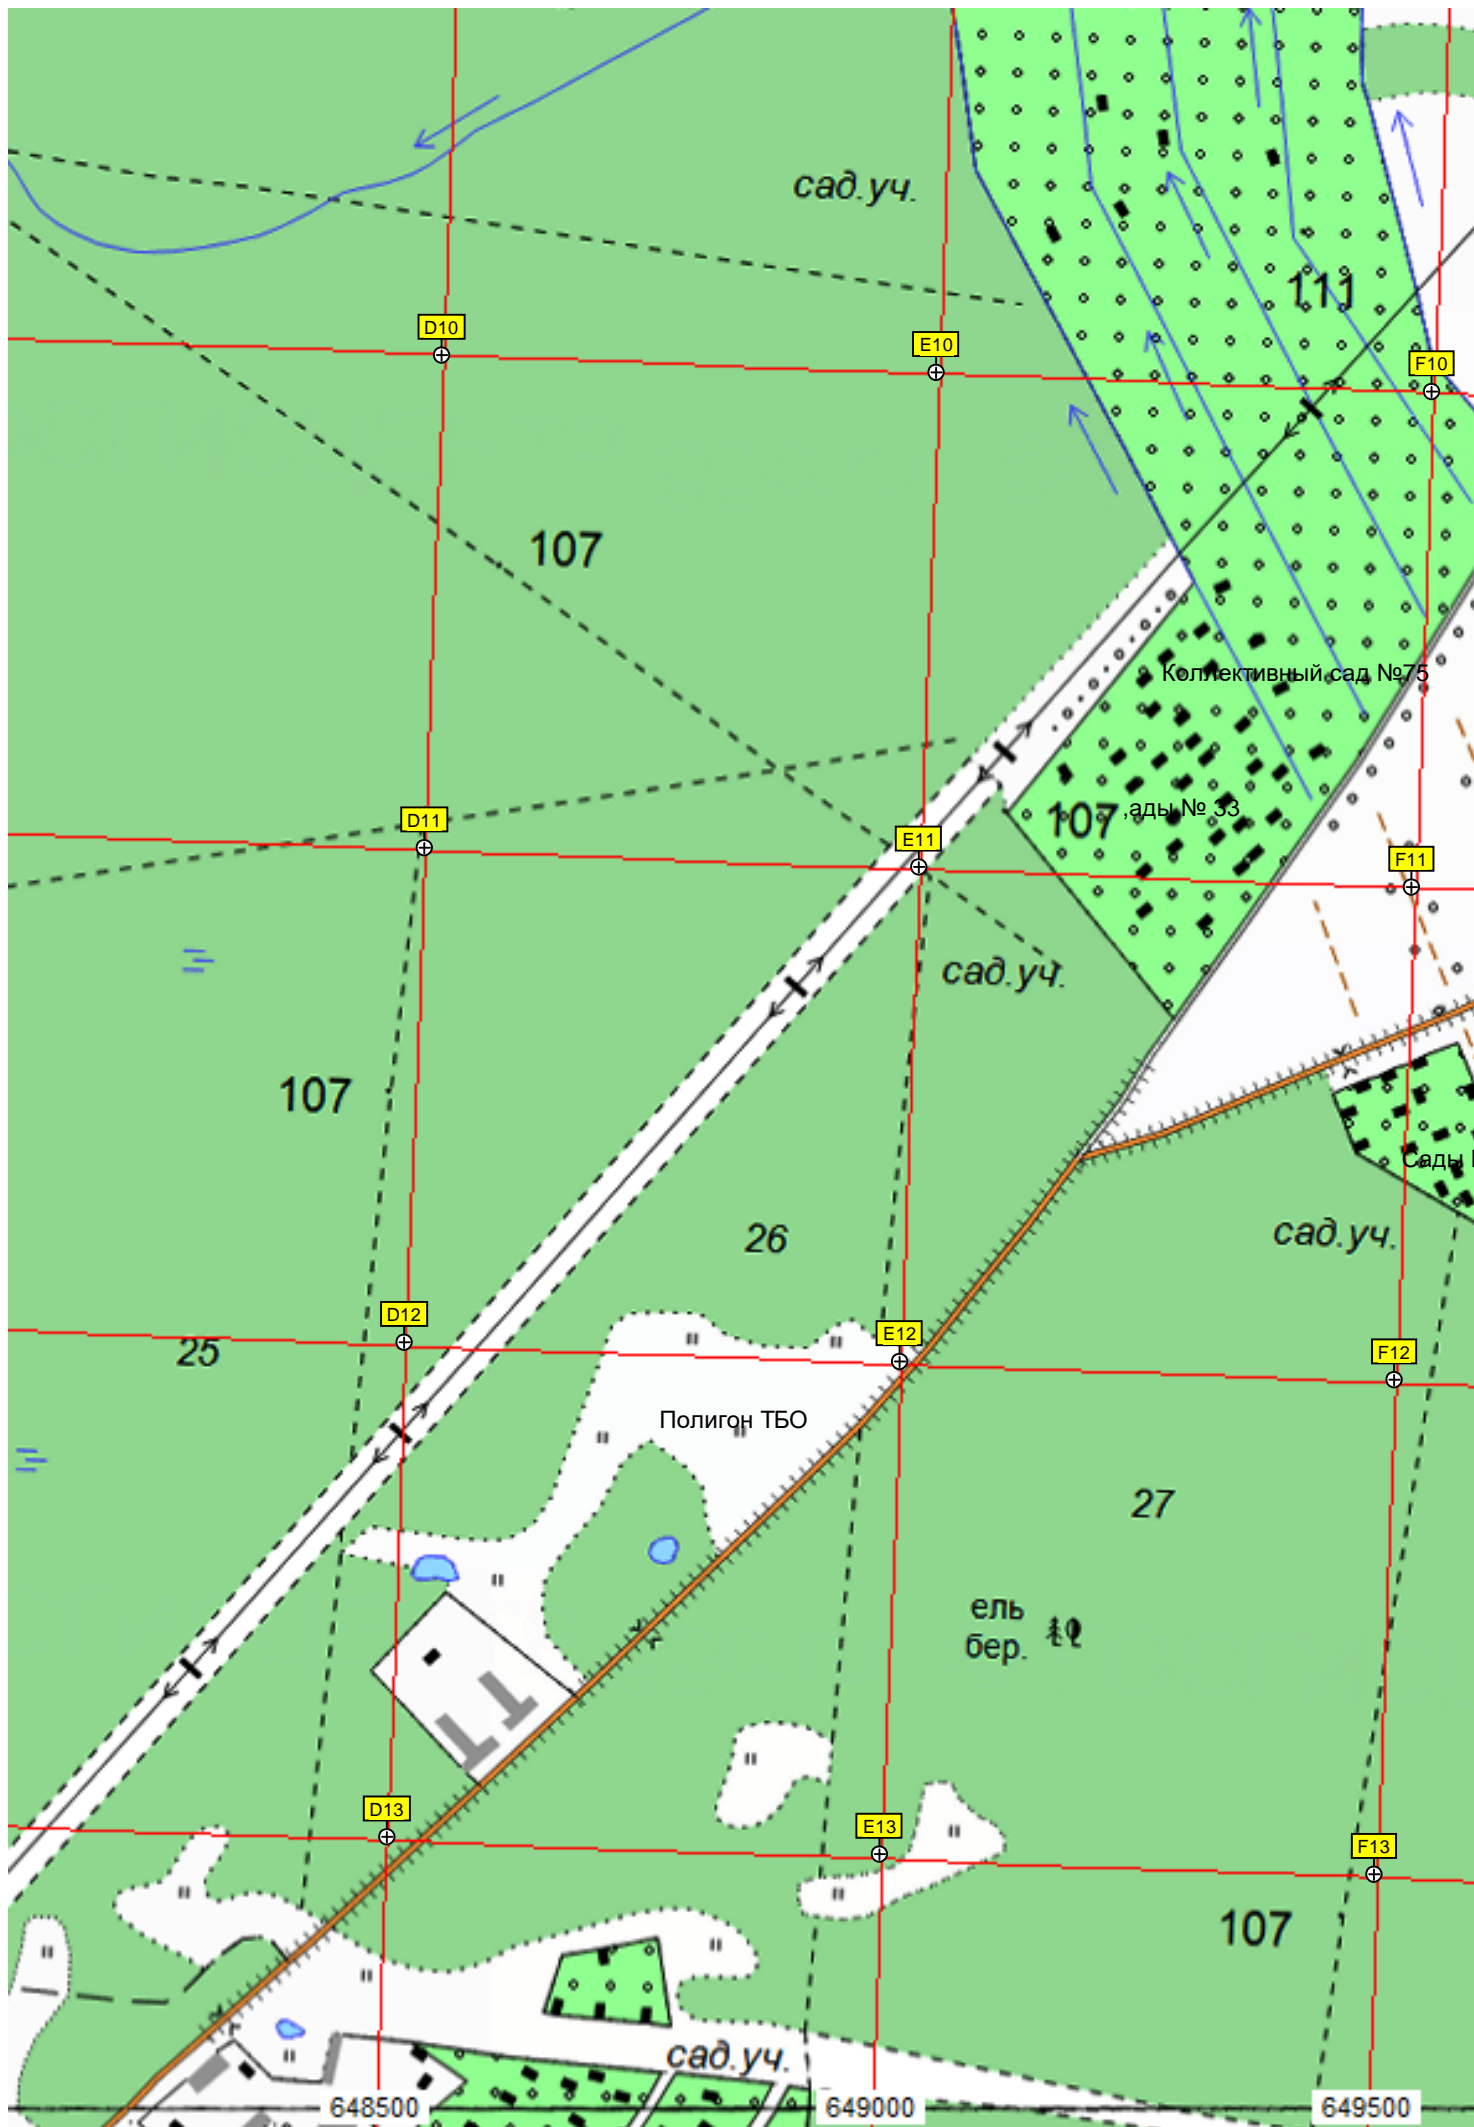 сад.уч.
111
D10
E10
F10
107
Коллективный сад №75
107
,ады № 33
D11
E11
F11
сад.уч.
107
Сады
26
сад.уч.
D12
E12
F12
25
Полигон ТБО
27
ель
бер.
D13
E13
F13
107
сад.уч.
648500
649000
649500